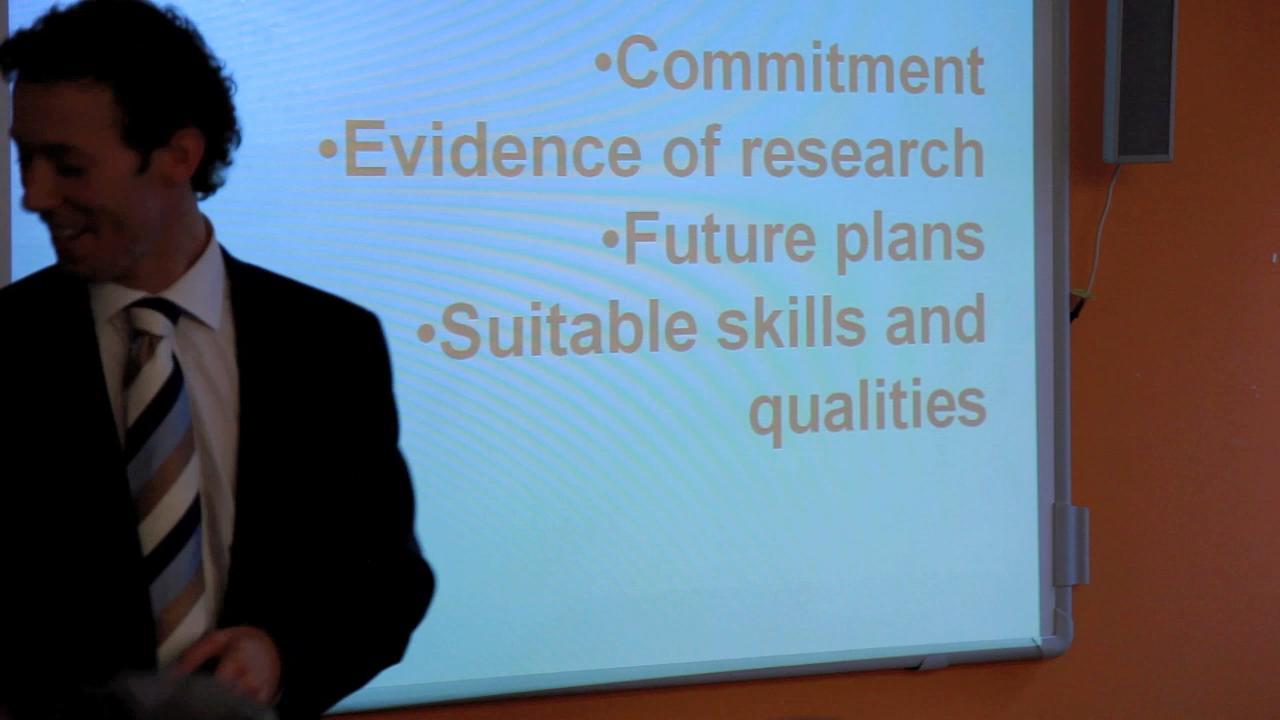 •Commitment
•Evidence of research
•Future plans
•Suitable skills and
qualities